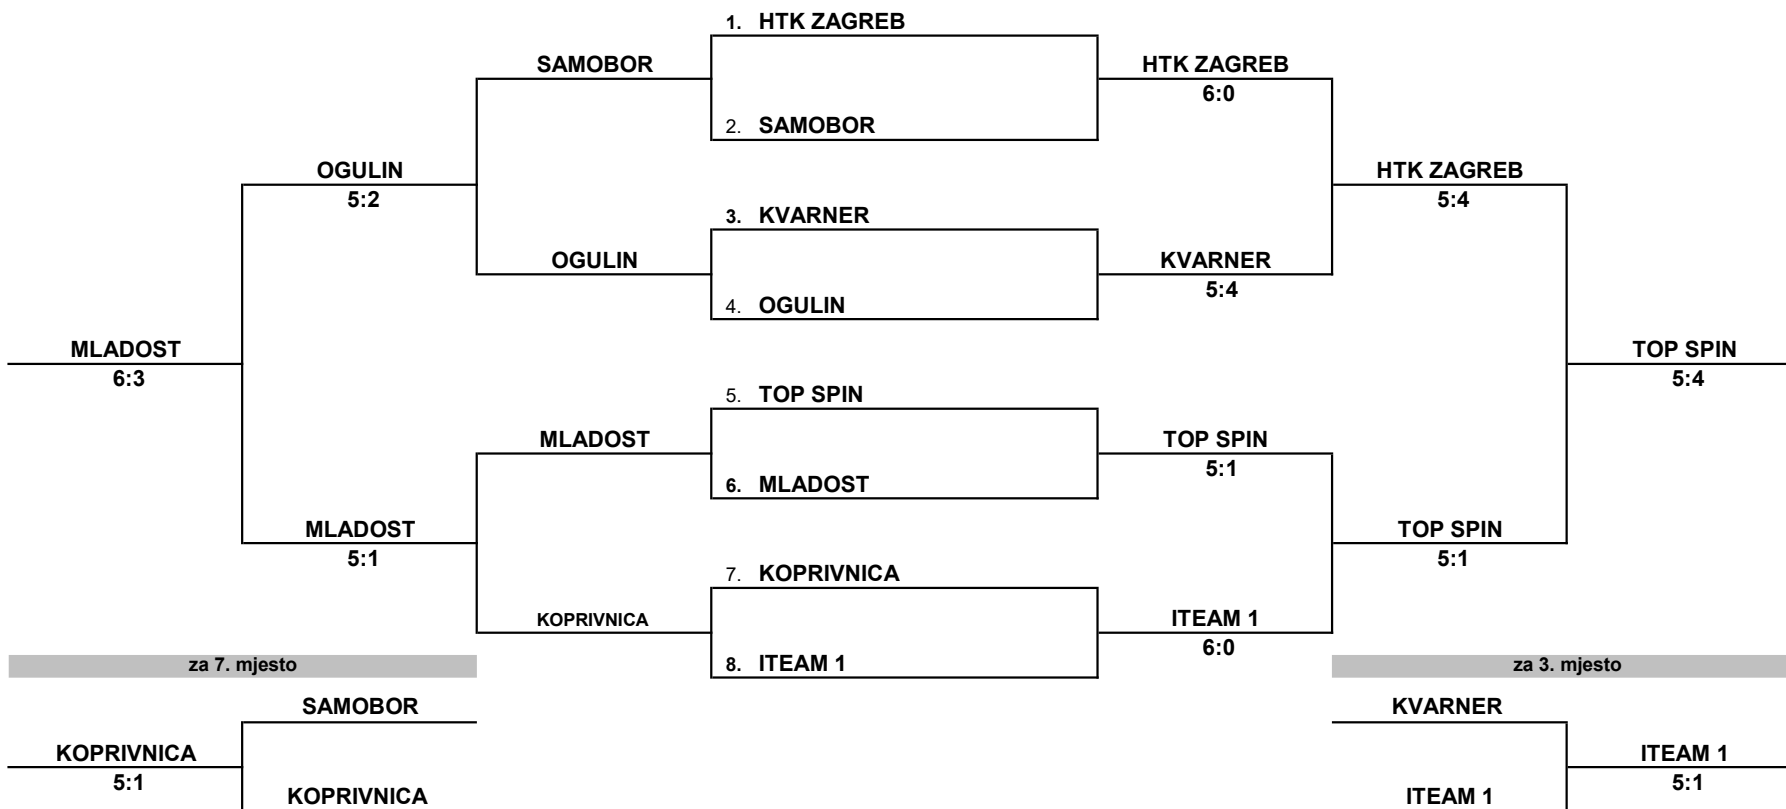 1. HTK ZAGREB
SAMOBOR
HTK ZAGREB
6:0
2. SAMOBOR
OGULIN
5:2
HTK ZAGREB
5:4
3. KVARNER
OGULIN
KVARNER
5:4
4. OGULIN
MLADOST
6:3
TOP SPIN
5:4
5. TOP SPIN
MLADOST
TOP SPIN
5:1
6. MLADOST
MLADOST
5:1
TOP SPIN
5:1
7. KOPRIVNICA
KOPRIVNICA
ITEAM 1
6:0
8. ITEAM 1
za 7. mjesto
za 3. mjesto
SAMOBOR
KVARNER
KOPRIVNICA
5:1
ITEAM 1
5:1
KOPRIVNICA
ITEAM 1